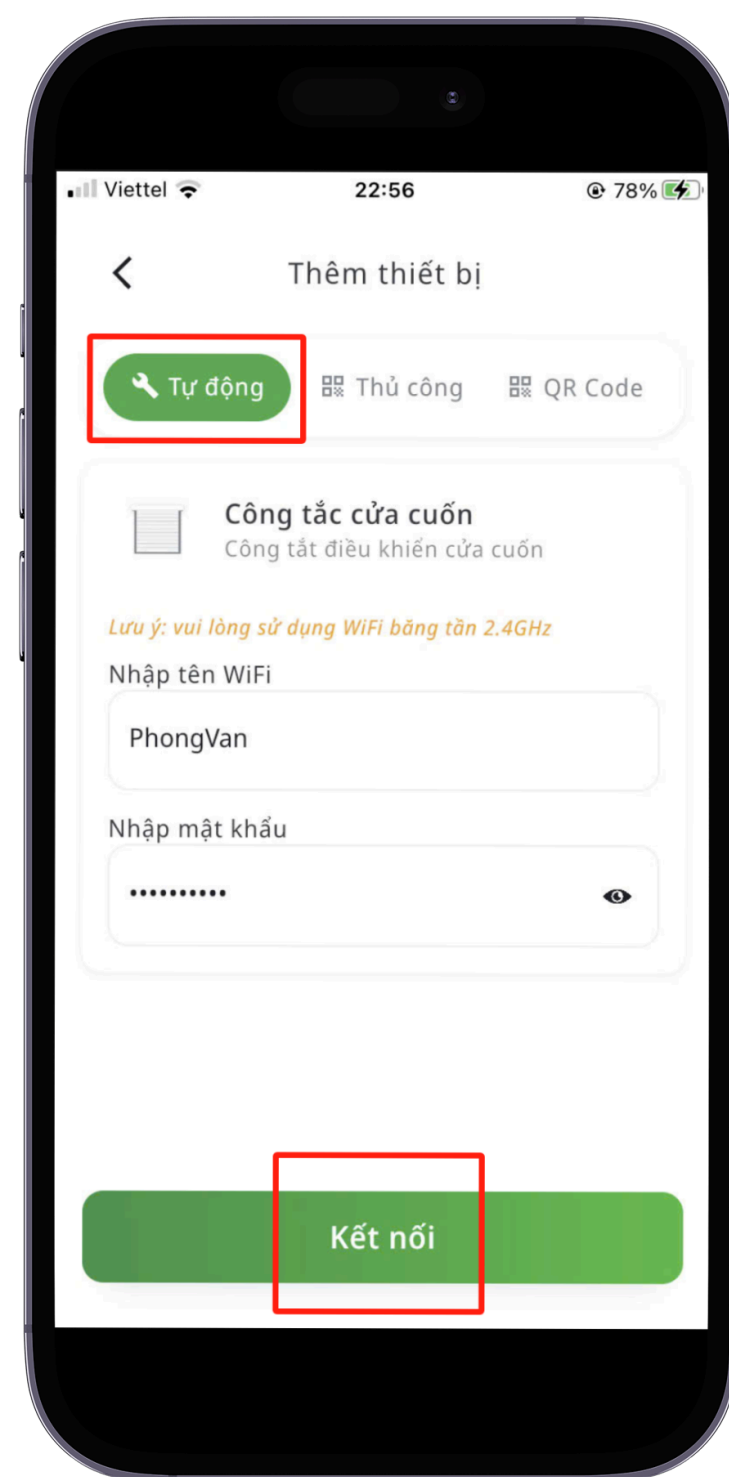 Viettel 22:56 78%
Thêm thiết bị
Tự động Thủ công QR Code
Công tắc cửa cuốn
Công tắt điều khiển cửa cuốn
Lưu ý: vui lòng sử dụng WiFi băng tần 2.4GHz
Nhập tên WiFi
PhongVan
Nhập mật khẩu
••••••••••
Kết nối